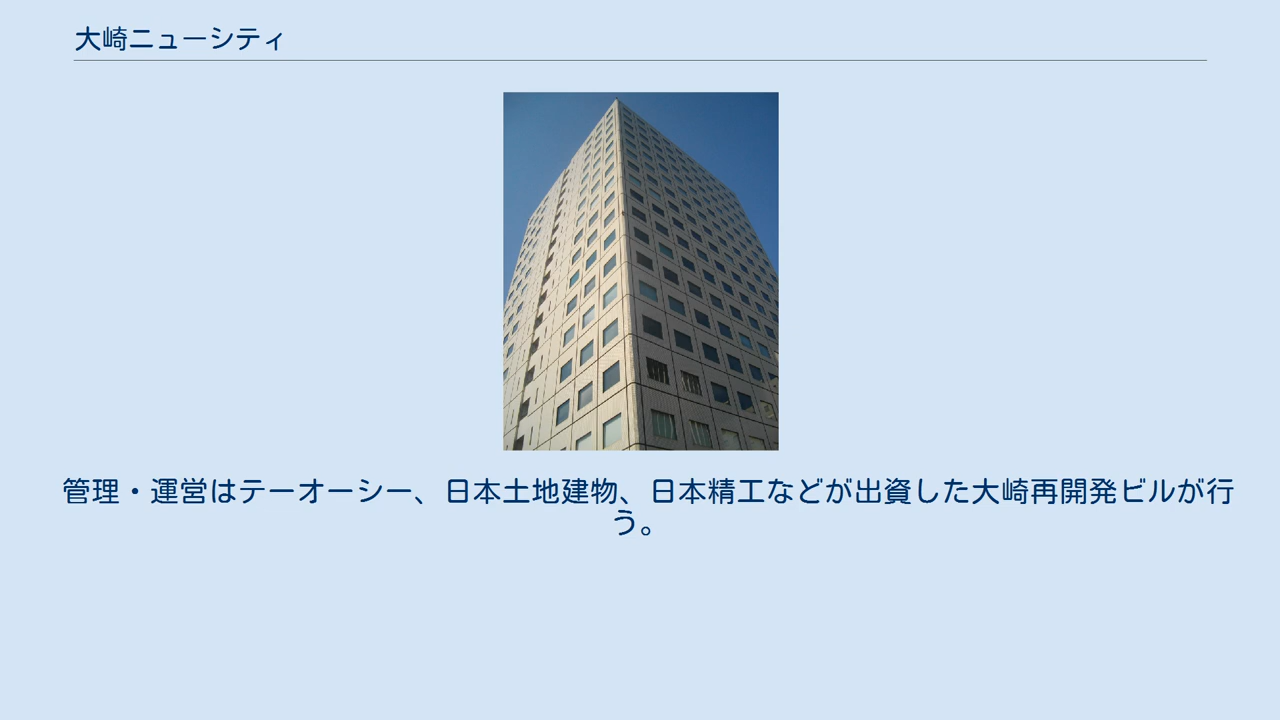 大崎ニューシティ
管理・運営はテーオーシー、日本土地建物、日本精工などが出資した大崎再開発ビルが行
う。